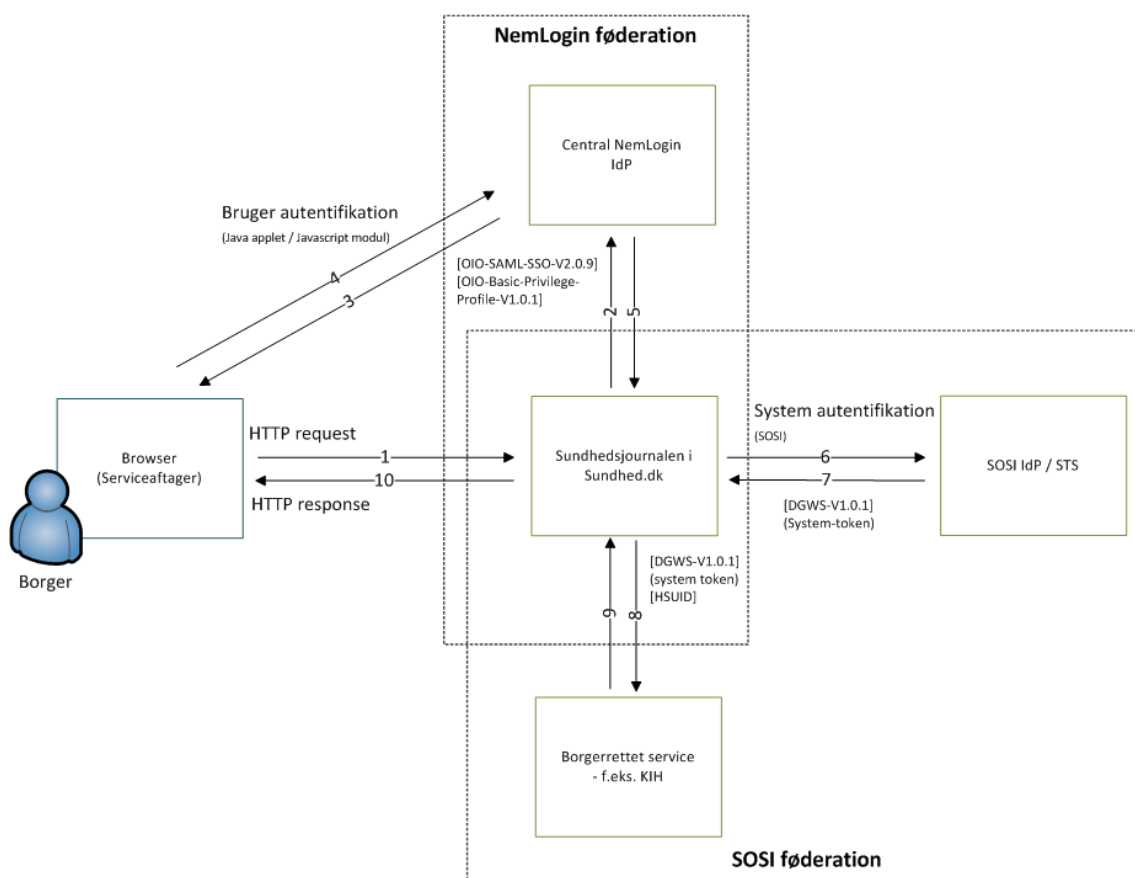 NemLogin føderation
Central NemLogin
IdP
Bruger autentifikation
(Java applet / Javascript modul)
4
3
[OIO-SAML-SSO-V2.0.9]
[OIO-Basic-Privilege-
Profile-V1.0.1]
2
5
Browser
(Serviceaftager)
Borger
HTTP request
1
10
HTTP response
Sundhedsjournalen i
Sundhed.dk
System autentifikation
(SOSI)
6
7
[DGWS-V1.0.1]
(System-token)
SOSI IdP / STS
[DGWS-V1.0.1]
(system token)
[HSUID]
9
8
Borgerrettet service
- f.eks. KIH
SOSI føderation